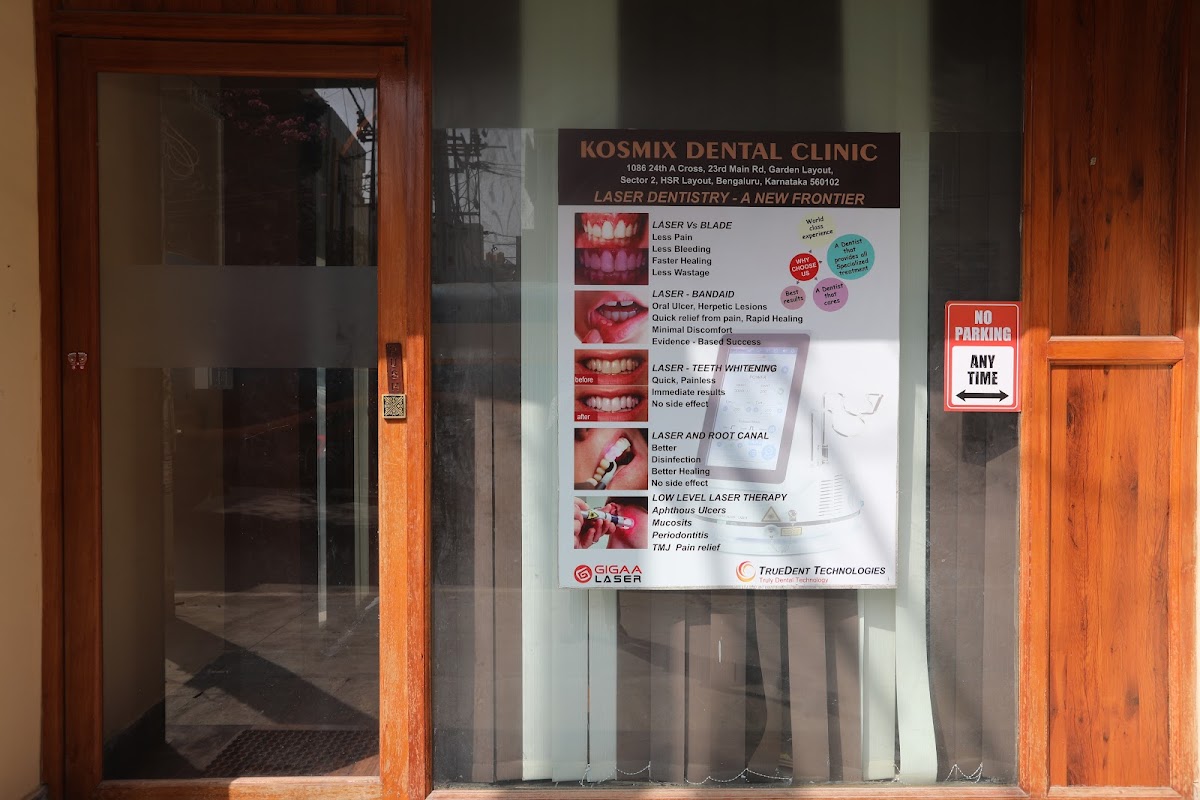 KOSMIX DENTAL CLINIC
1086 24th A Cross, 23rd Main Rd, Garden Layout,
Sector 2, HSR Layout, Bengaluru, Karnataka 560102
LASER DENTISTRY - A NEW FRONTIER
LASER Vs BLADE
Less Pain
Less Bleeding
Faster Healing
Less Wastage
World
class
experience
A Dentist
that
provides all
Specialized
treatment
WHY
CHOOSE
US
Best
results
A Dentist
that
cares
LASER - BANDAID
Oral Ulcer, Herpetic Lesions
Quick relief from pain, Rapid Healing
Minimal Discomfort
Evidence - Based Success
before
after
LASER - TEETH WHITENING
Quick, Painless
Immediate results
No side effect
LASER AND ROOT CANAL
Better
Disinfection
Better Healing
No side effect
LOW LEVEL LASER THERAPY
Aphthous Ulcers
Mucosits
Periodontitis
TMJ Pain relief
GIGAA
LASER
TRUEDENT TECHNOLOGIES
Truly Dental Technology
NO
PARKING
ANY
TIME